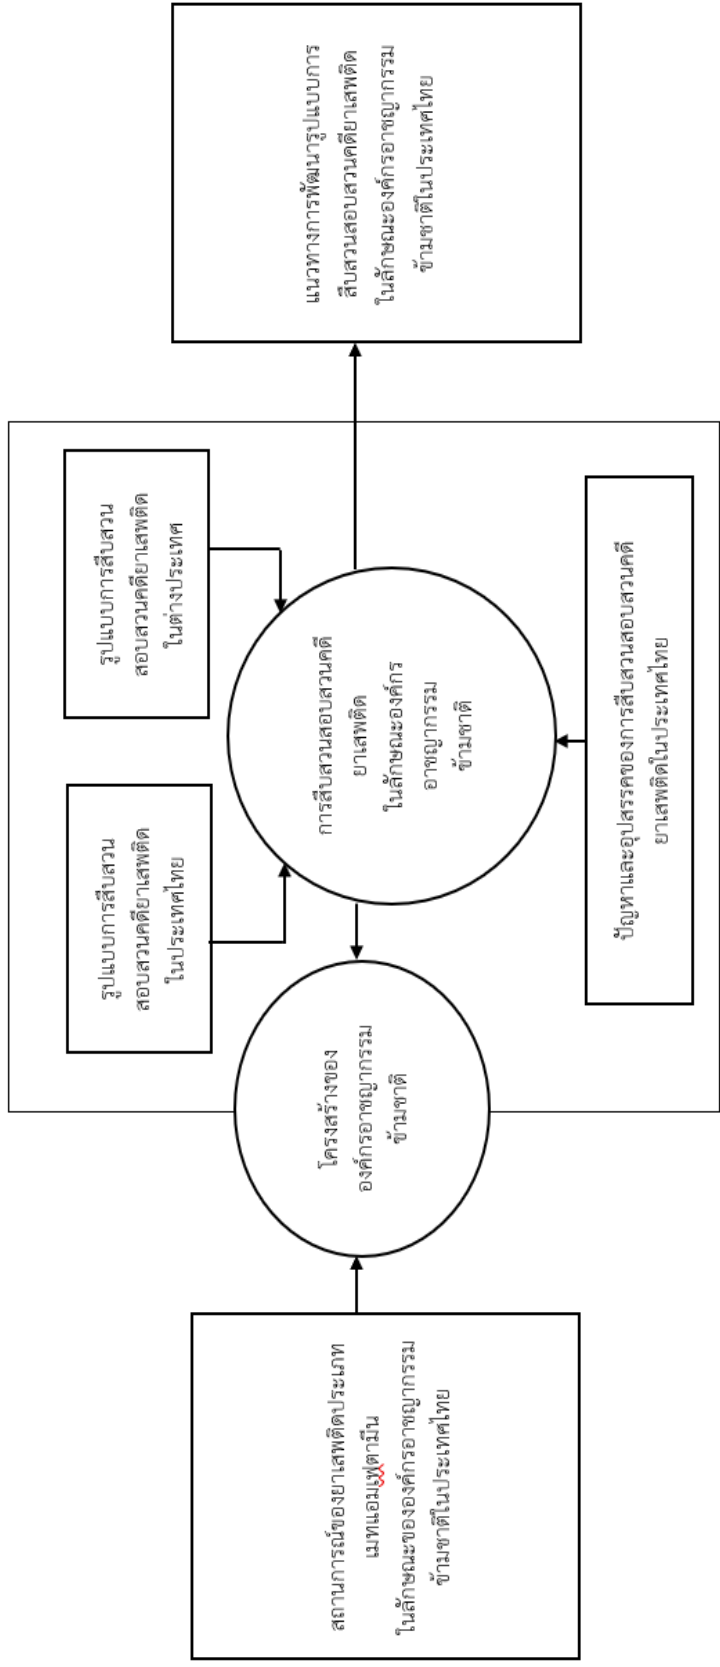 สถานการณ์ของยาเสพติดประเภท
เมทแอมเฟตามีน
ในลักษณะขององค์กรอาชญากรรม
ข้ามชาติในประเทศไทย
โครงสร้างของ
องค์กรอาชญากรรม
ข้ามชาติ
รูปแบบการสืบสวน
สอบสวนคดียาเสพติด
ในประเทศไทย
รูปแบบการสืบสวน
สอบสวนคดียาเสพติด
ในต่างประเทศ
การสืบสวนสอบสวนคดี
ยาเสพติด
ในลักษณะองค์กร
อาชญากรรม
ข้ามชาติ
ปัญหาและอุปสรรคของการสืบสวนสอบสวนคดี
ยาเสพติดในประเทศไทย
แนวทางการพัฒนารูปแบบการ
สืบสวนสอบสวนคดียาเสพติด
ในลักษณะองค์กรอาชญากรรม
ข้ามชาติในประเทศไทย